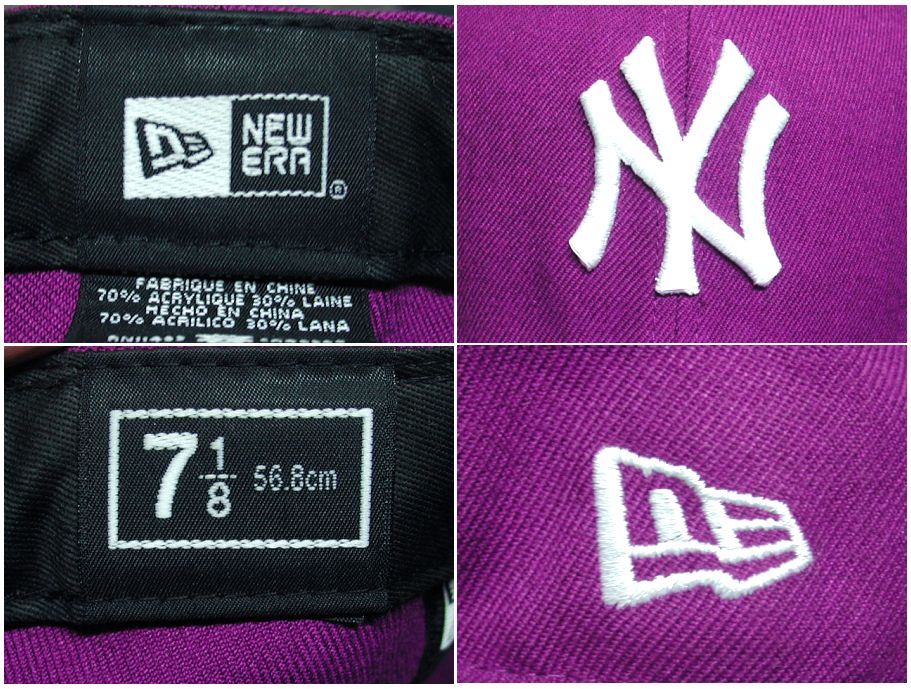 NEW
ERA
®
FABRIQUE EN CHINE
70% ACRYLIQUE 30% LAINE
HECHO EN CHINA
70% ACRILICO 30% LANA
NY
7 1/8 56.8cm